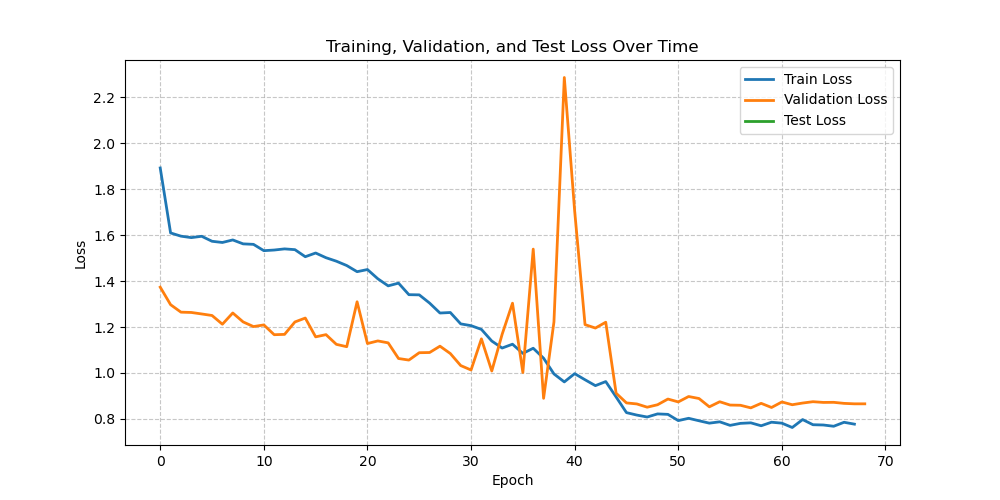 Training, Validation, and Test Loss Over Time
Train Loss
Validation Loss
Test Loss
2.2
2.0
1.8
1.6
1.4
1.2
1.0
0.8
Loss
0 10 20 30 40 50 60 70
Epoch